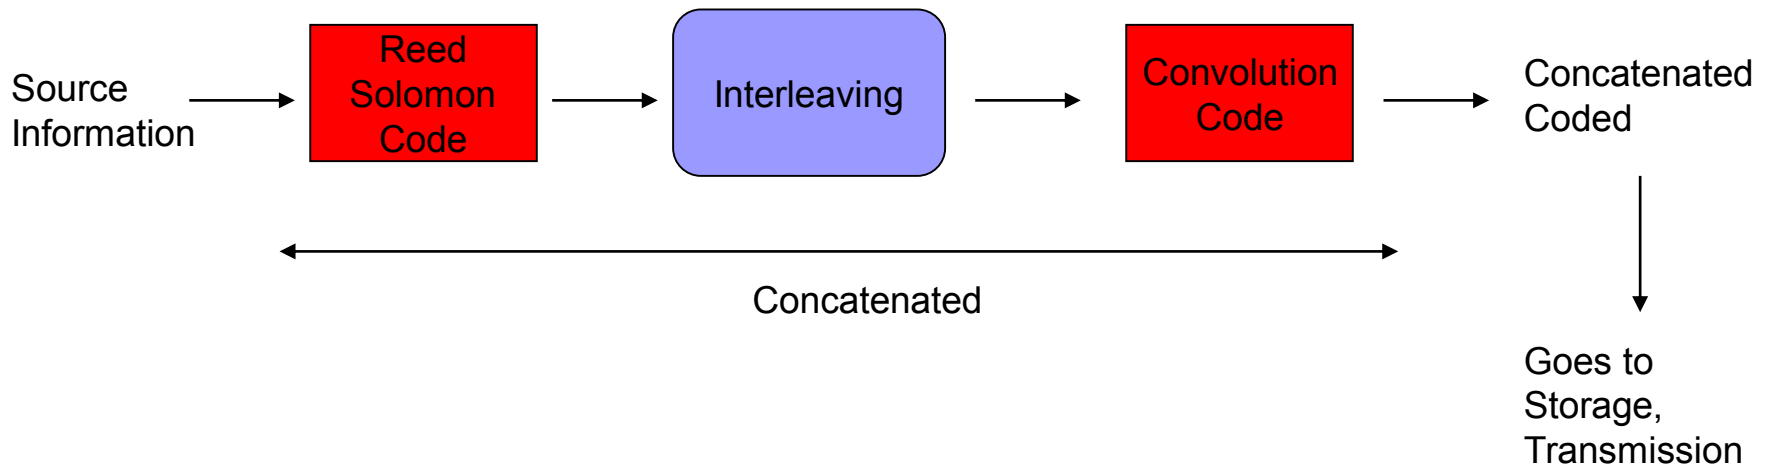 Source
Information
Reed
Solomon
Code
Interleaving
Convolution
Code
Concatenated
Coded
Concatenated
Goes to
Storage,
Transmission